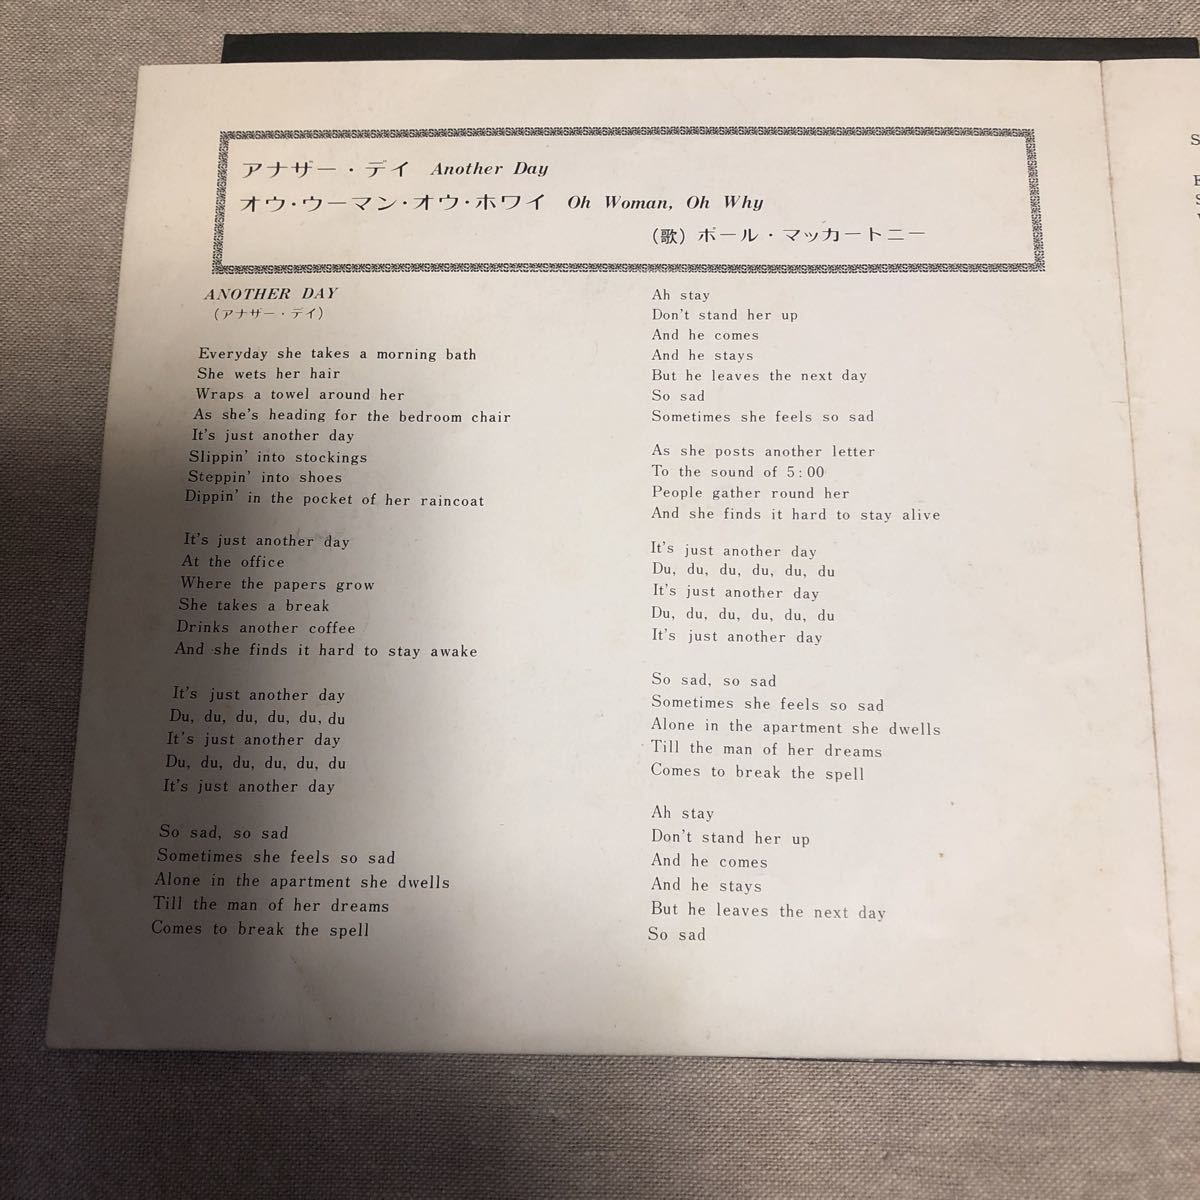 アナザー・デイ Another Day
オウ・ウーマン・オウ・ホワイ Oh Woman, Oh Why
(歌) ポール・マッカートニー
ANOTHER DAY
(アナザー・デイ)
Everyday she takes a morning bath
She wets her hair
Wraps a towel around her
As she's heading for the bedroom chair
It's just another day
Slippin' into stockings
Steppin' into shoes
Dippin' in the pocket of her raincoat
It's just another day
At the office
Where the papers grow
She takes a break
Drinks another coffee
And she finds it hard to stay awake
It's just another day
Du, du, du, du, du, du
It's just another day
Du, du, du, du, du, du
It's just another day
So sad, so sad
Sometimes she feels so sad
Alone in the apartment she dwells
Till the man of her dreams
Comes to break the spell
Ah stay
Don't stand her up
And he comes
And he stays
But he leaves the next day
So sad
Sometimes she feels so sad
As she posts another letter
To the sound of 5:00
People gather round her
And she finds it hard to stay alive
It's just another day
Du, du, du, du, du, du
It's just another day
Du, du, du, du, du, du
It's just another day
So sad, so sad
Sometimes she feels so sad
Alone in the apartment she dwells
Till the man of her dreams
Comes to break the spell
Ah stay
Don't stand her up
And he comes
And he stays
But he leaves the next day
So sad